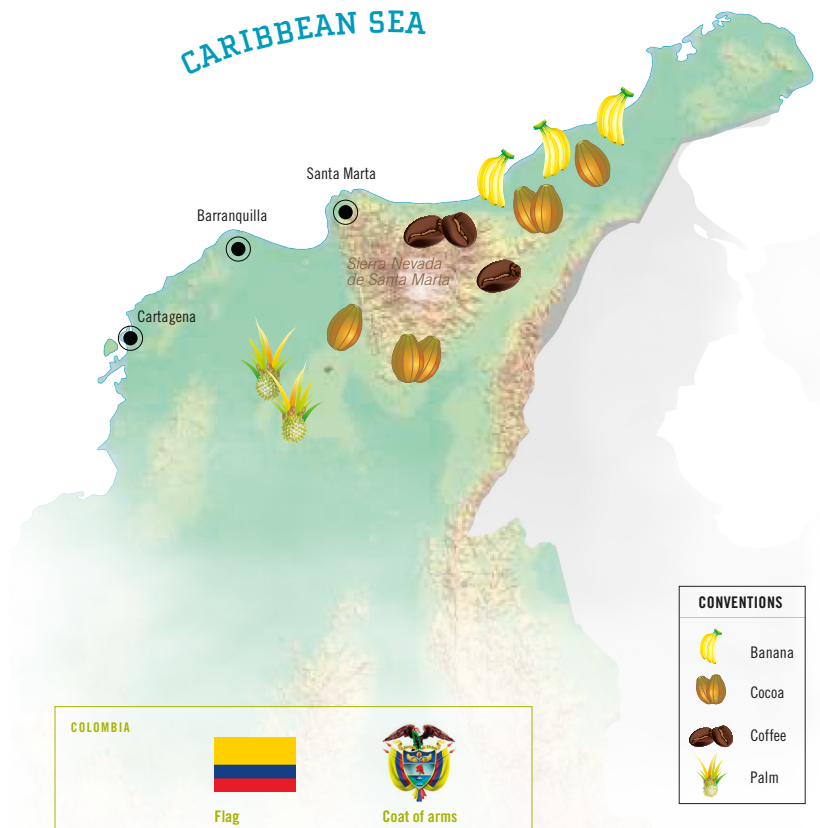 CARIBBEAN SEA
Santa Marta
Barranquilla
Sierra Nevada
de Santa Marta
Cartagena
CONVENTIONS
Banana
Cocoa
Coffee
Palm
COLOMBIA
Flag
Coat of arms